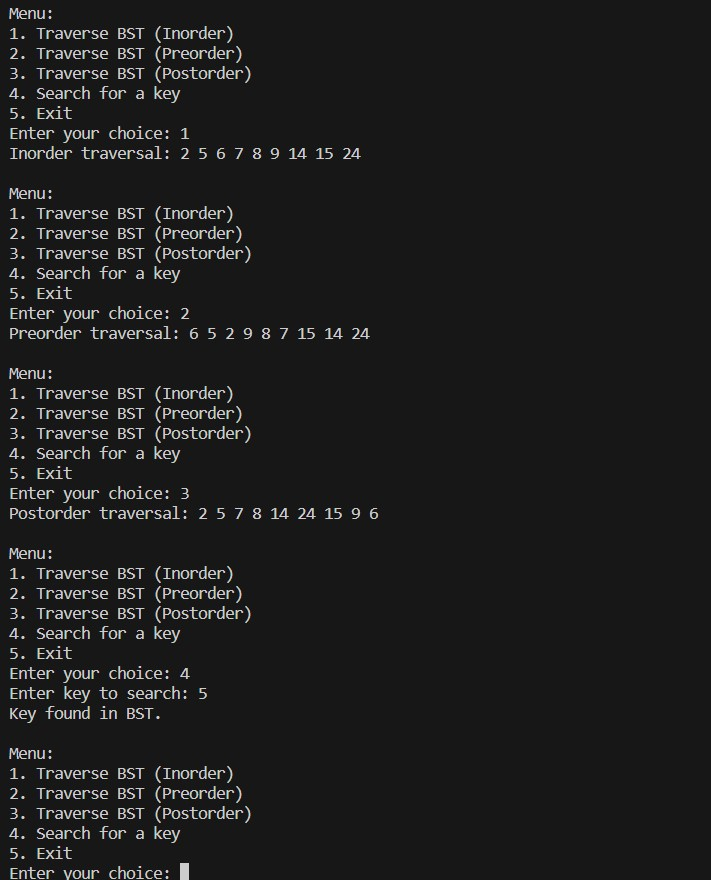 Menu:
1. Traverse BST (Inorder)
2. Traverse BST (Preorder)
3. Traverse BST (Postorder)
4. Search for a key
5. Exit
Enter your choice: 1
Inorder traversal: 2 5 6 7 8 9 14 15 24

Menu:
1. Traverse BST (Inorder)
2. Traverse BST (Preorder)
3. Traverse BST (Postorder)
4. Search for a key
5. Exit
Enter your choice: 2
Preorder traversal: 6 5 2 9 8 7 15 14 24

Menu:
1. Traverse BST (Inorder)
2. Traverse BST (Preorder)
3. Traverse BST (Postorder)
4. Search for a key
5. Exit
Enter your choice: 3
Postorder traversal: 2 5 7 8 14 24 15 9 6

Menu:
1. Traverse BST (Inorder)
2. Traverse BST (Preorder)
3. Traverse BST (Postorder)
4. Search for a key
5. Exit
Enter your choice: 4
Enter key to search: 5
Key found in BST.

Menu:
1. Traverse BST (Inorder)
2. Traverse BST (Preorder)
3. Traverse BST (Postorder)
4. Search for a key
5. Exit
Enter your choice: